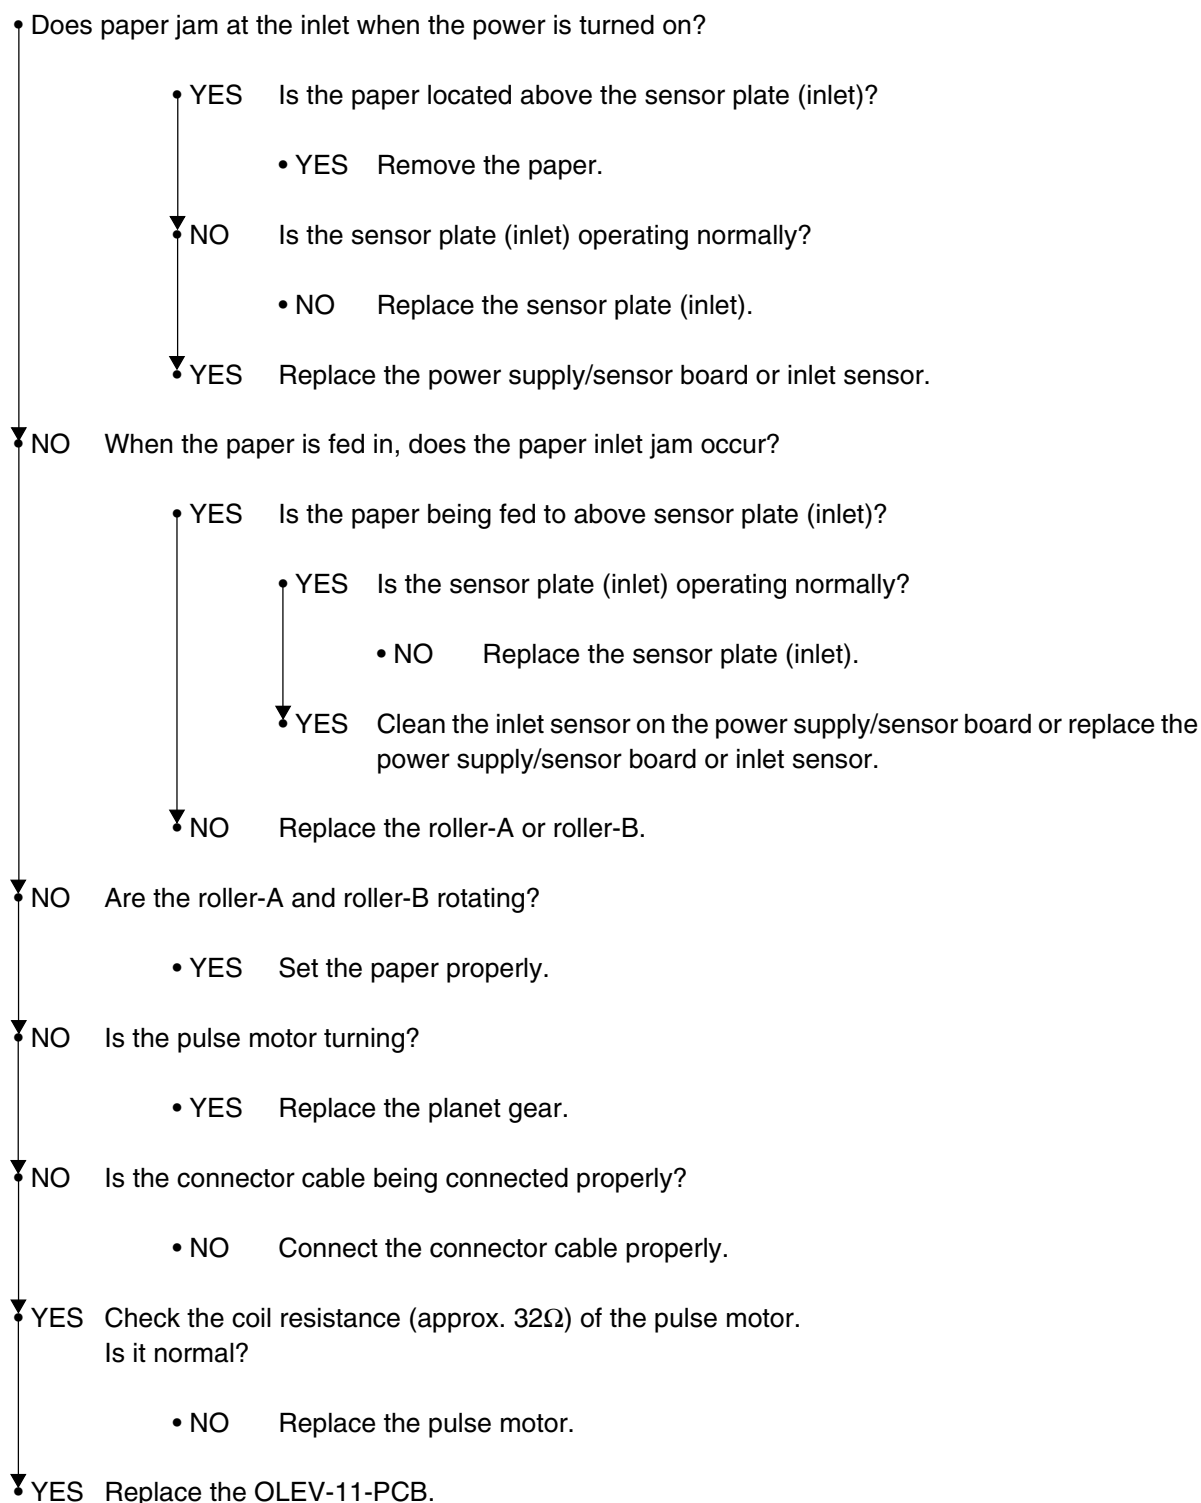 • Does paper jam at the inlet when the power is turned on?
• YES Is the paper located above the sensor plate (inlet)?
• YES Remove the paper.
• NO Is the sensor plate (inlet) operating normally?
• NO Replace the sensor plate (inlet).
• YES Replace the power supply/sensor board or inlet sensor.
• NO When the paper is fed in, does the paper inlet jam occur?
• YES Is the paper being fed to above sensor plate (inlet)?
• YES Is the sensor plate (inlet) operating normally?
• NO Replace the sensor plate (inlet).
• YES Clean the inlet sensor on the power supply/sensor board or replace the
power supply/sensor board or inlet sensor.
• NO Replace the roller-A or roller-B.
• NO Are the roller-A and roller-B rotating?
• YES Set the paper properly.
• NO Is the pulse motor turning?
• YES Replace the planet gear.
• NO Is the connector cable being connected properly?
• NO Connect the connector cable properly.
• YES Check the coil resistance (approx. 32Ω) of the pulse motor.
Is it normal?
• NO Replace the pulse motor.
• YES Replace the OLEV-11-PCB.